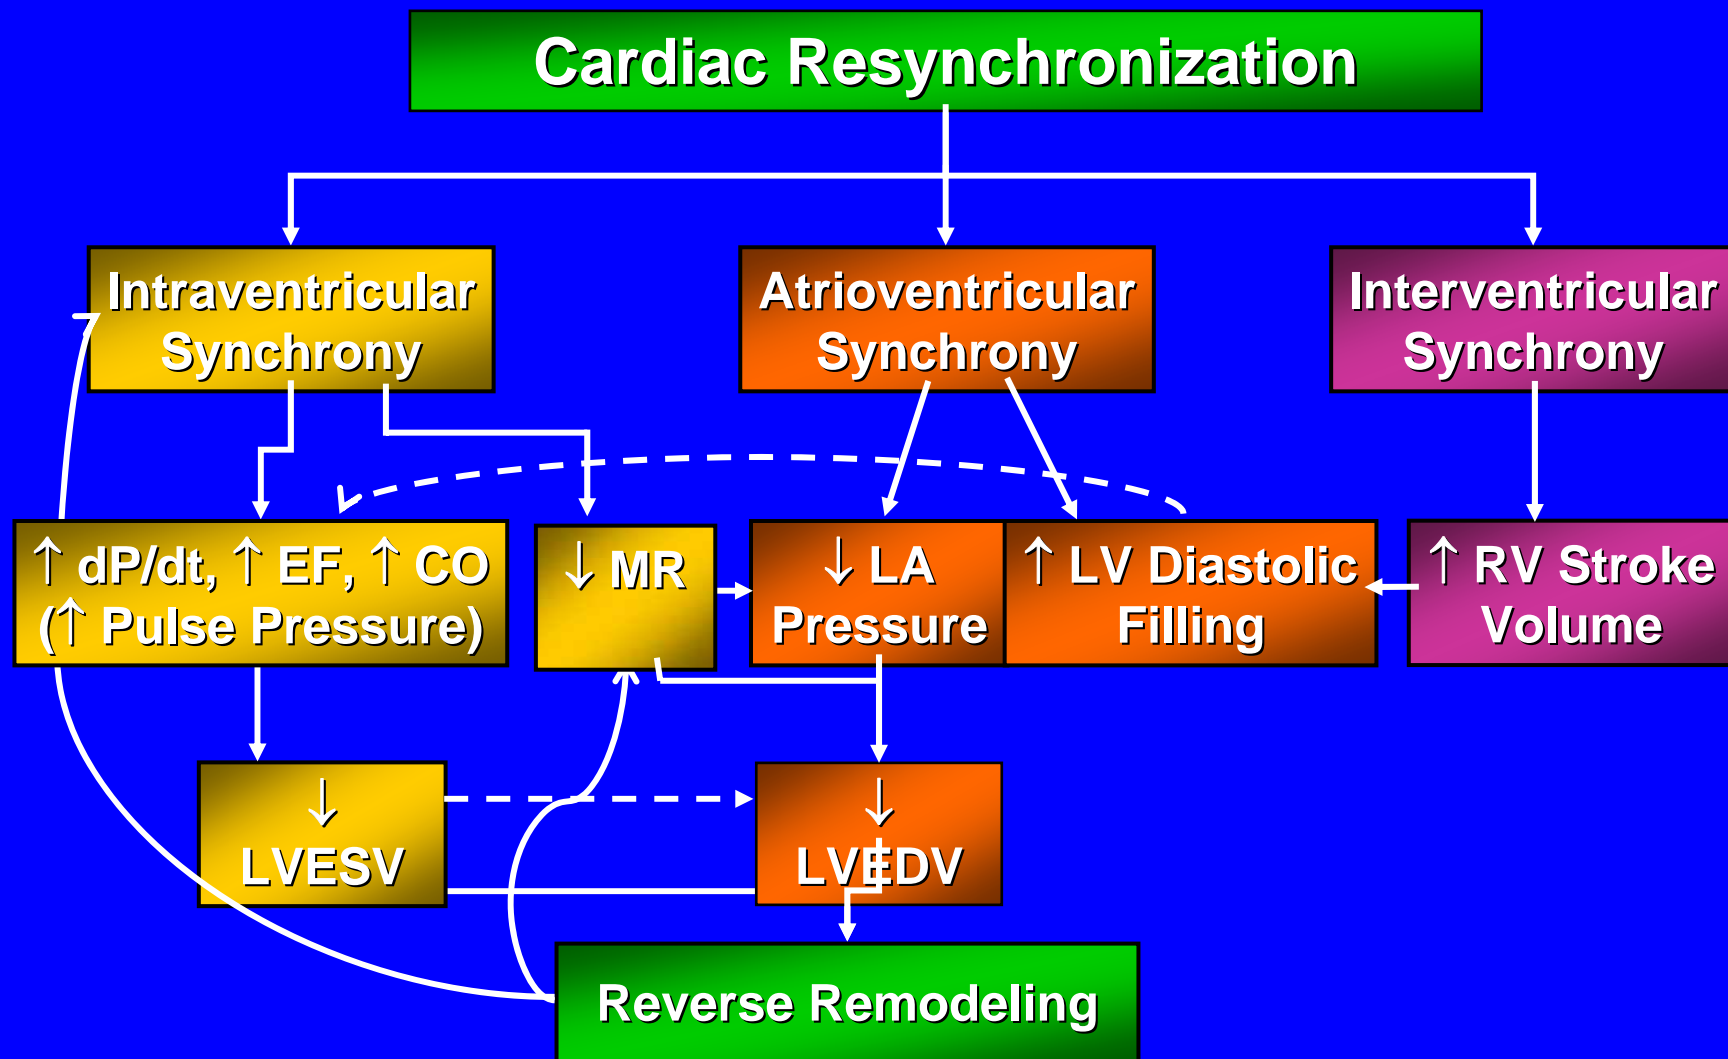 Cardiac Resynchronization
Intraventricular
Synchrony
Atrioventricular
Synchrony
Interventricular
Synchrony
↑ dP/dt, ↑ EF, ↑ CO
(↑ Pulse Pressure)
↓ MR
↓ LA
Pressure
↑ LV Diastolic
Filling
↑ RV Stroke
Volume
↓
LVESV
↓
LVEDV
Reverse Remodeling